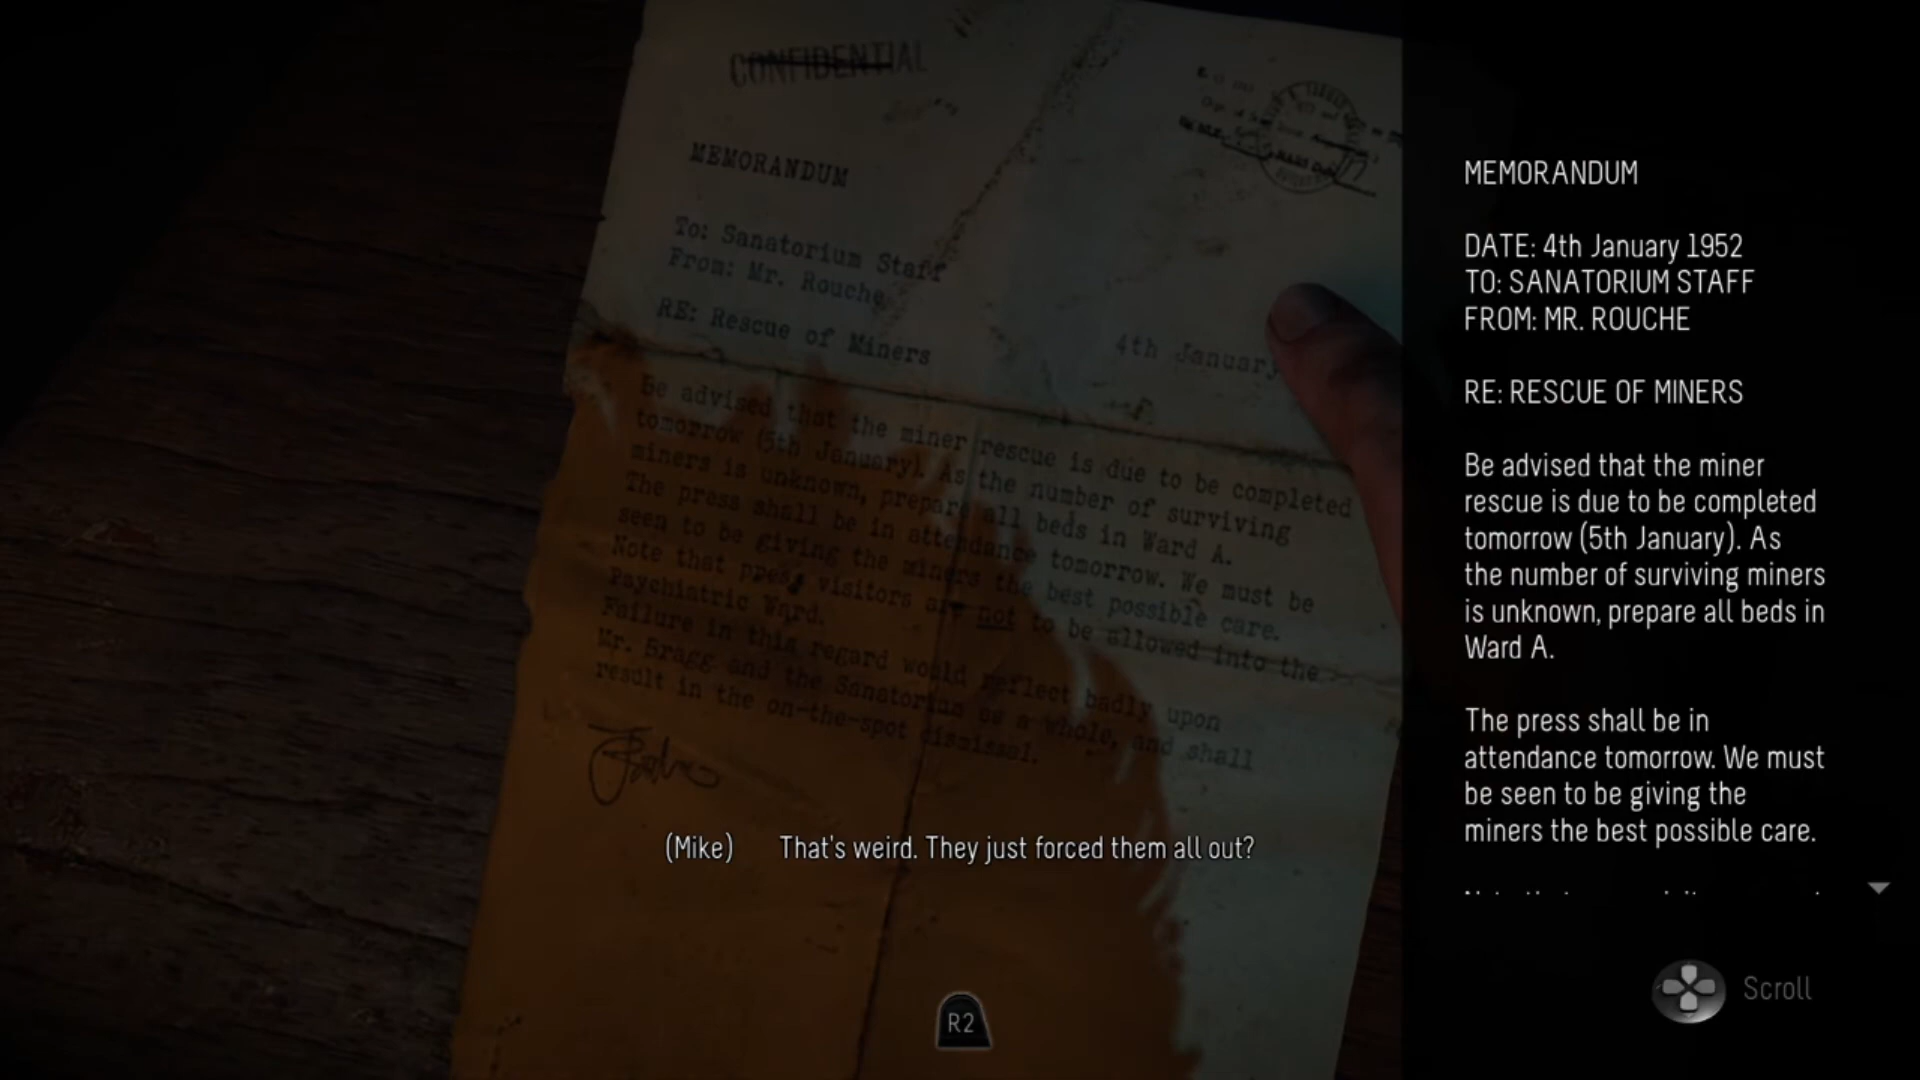 CONFIDENTIAL
MEMORANDUM
To: Sanatorium Staff
From: Mr. Rouche
RE: Rescue of Miners
4th January
Be advised that the miner rescue is due to be completed
tomorrow (5th January). As the number of surviving
miners is unknown, prepare all beds in Ward A.
The press shall be in attendance tomorrow. We must be
seen to be giving the miners the best possible care.
Note that press visitors are not to be allowed into the
Psychiatric Ward.
Failure in this regard would reflect badly upon
Mr. Bragg and the Sanatorium as a whole, and shall
result in the on-the-spot dismissal.
(Mike) That's weird. They just forced them all out?
R2
MEMORANDUM
DATE: 4th January 1952
TO: SANATORIUM STAFF
FROM: MR. ROUCHE
RE: RESCUE OF MINERS
Be advised that the miner
rescue is due to be completed
tomorrow (5th January). As
the number of surviving miners
is unknown, prepare all beds in
Ward A.
The press shall be in
attendance tomorrow. We must
be seen to be giving the
miners the best possible care.
Scroll